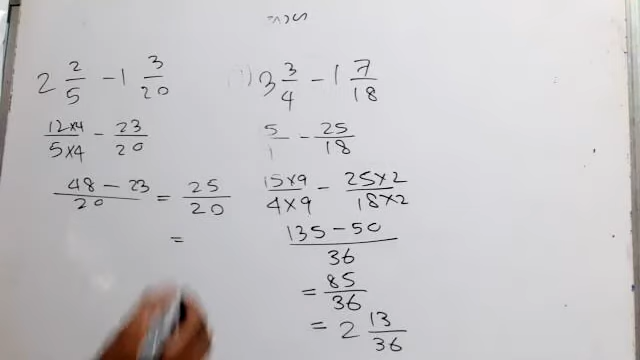 2 2/5 - 1 3/20
12×4/5×4 - 23/20
48 - 23/20 = 25/20
=
3 3/4 - 1 7/18
5/ - 25/18
15×9/4×9 - 25×2/18×2
135 - 50/36
= 85/36
= 2 13/36